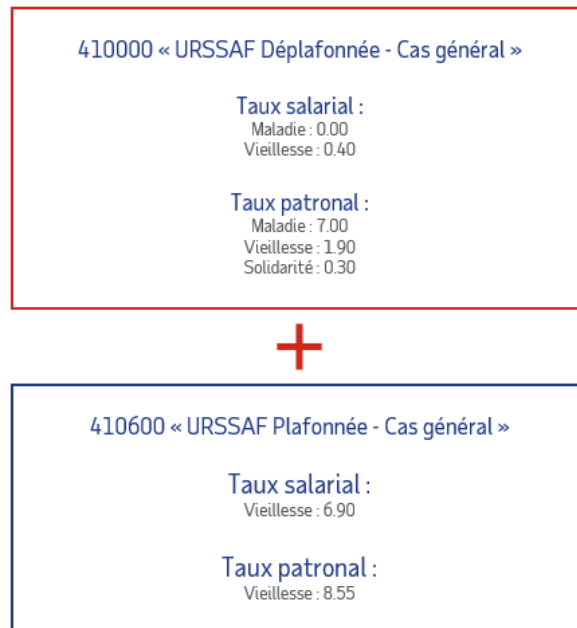 410000 « URSSAF Déplafonnée - Cas général »
Taux salarial :
Maladie : 0.00
Vieillesse : 0.40
Taux patronal :
Maladie : 7.00
Vieillesse : 1.90
Solidarité : 0.30
+
410600 « URSSAF Plafonnée - Cas général »
Taux salarial :
Vieillesse : 6.90
Taux patronal :
Vieillesse : 8.55